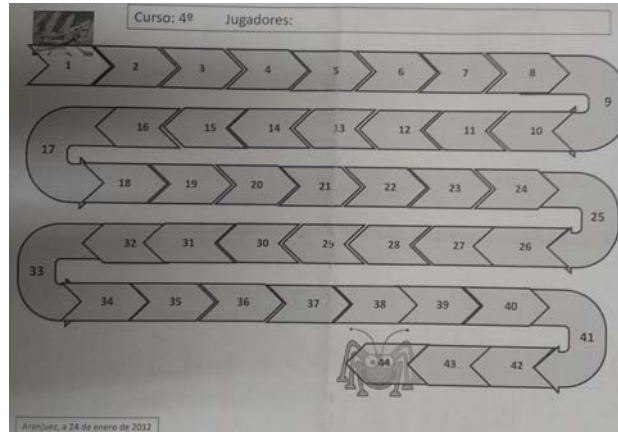 Curso: 4º Jugadores:
1 2 3 4 5 6 7 8
9
16 15 14 13 12 11 10
17
18 19 20 21 22 23 24
25
32 31 30 29 28 27 26
33
34 35 36 37 38 39 40
41
44 43 42
Aranjuez, a 24 de enero de 2012